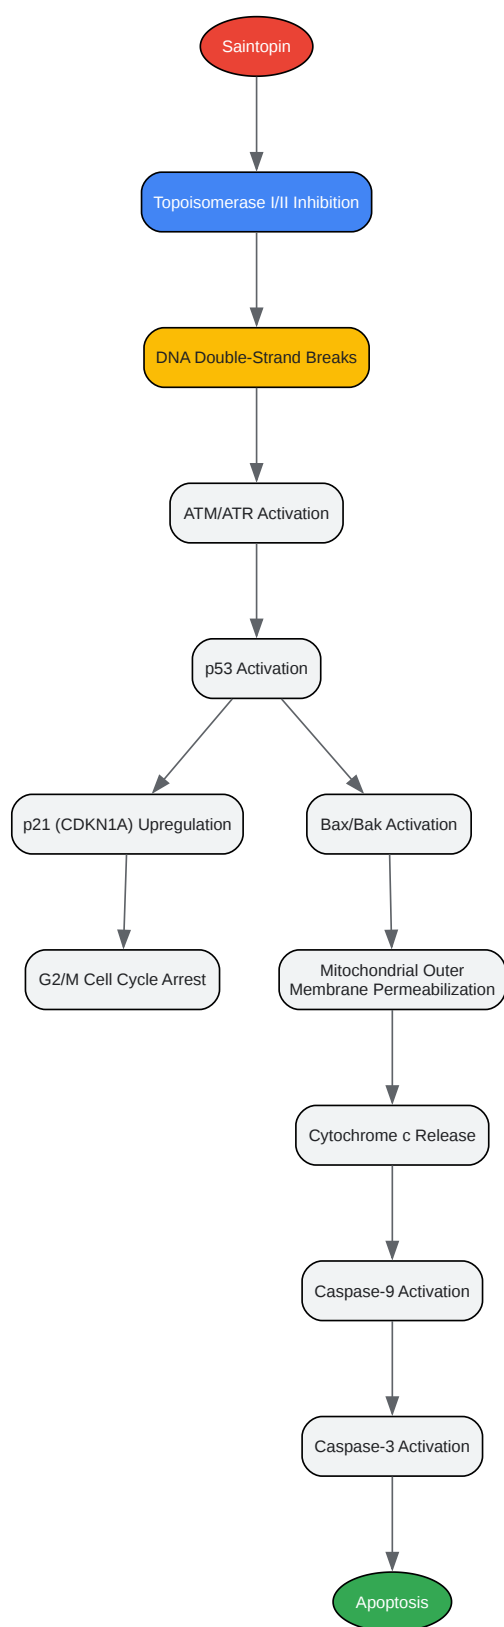 Saintopin
Topoisomerase I/II Inhibition
DNA Double-Strand Breaks
ATM/ATR Activation
p53 Activation
p21 (CDKN1A) Upregulation
Bax/Bak Activation
G2/M Cell Cycle Arrest
Mitochondrial Outer
Membrane Permeabilization
Cytochrome c Release
Caspase-9 Activation
Caspase-3 Activation
Apoptosis